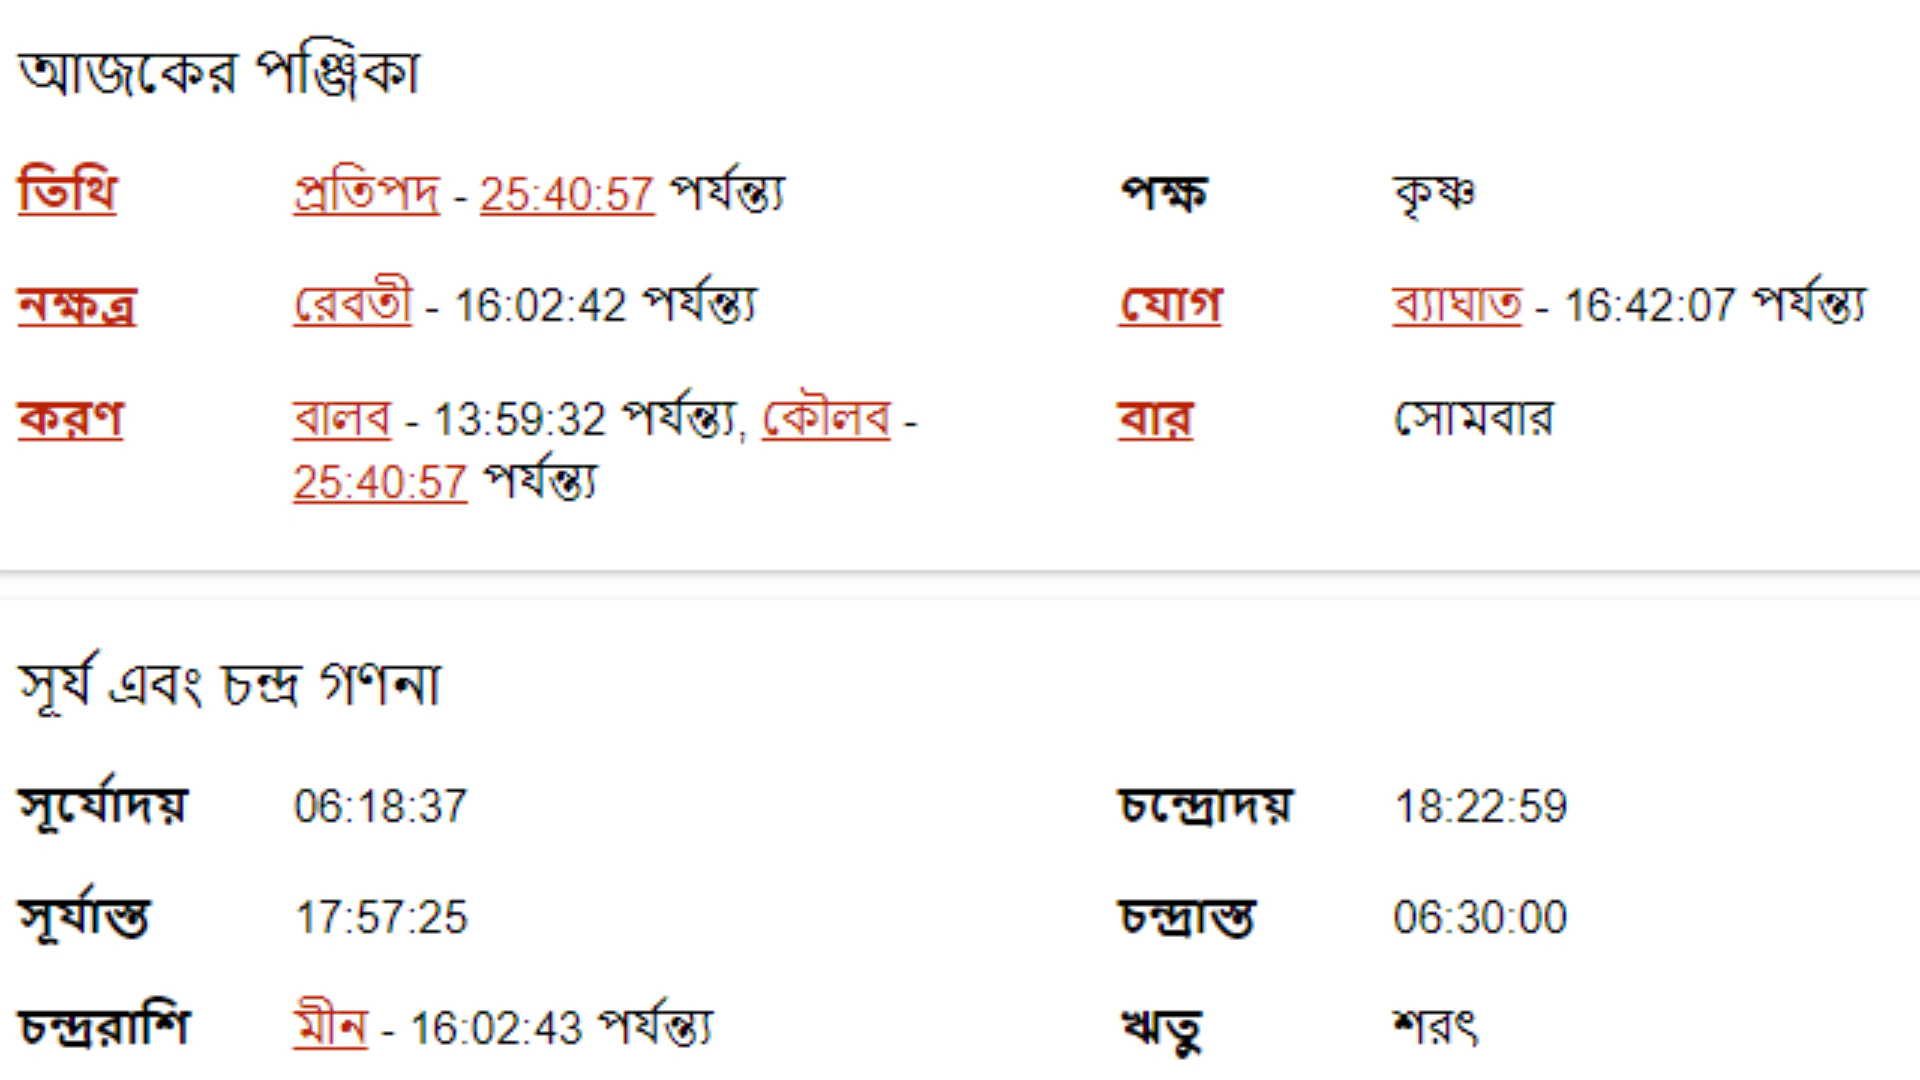 আজকের পঞ্জিকা
তিথি প্রতিপদ - 25:40:57 পর্যন্ত্য পক্ষ কৃষ্ণ
নক্ষত্র রেবতী - 16:02:42 পর্যন্ত্য যোগ ব্যাঘাত - 16:42:07 পর্যন্ত্য
করণ বালব - 13:59:32 পর্যন্ত্য, কৌলব - বার সোমবার
25:40:57 পর্যন্ত্য
সূর্য এবং চন্দ্র গণনা
সূর্যোদয় 06:18:37 চন্দ্রোদয় 18:22:59
সূর্যাস্ত 17:57:25 চন্দ্রাস্ত 06:30:00
চন্দ্ররাশি মীন - 16:02:43 পর্যন্ত্য ঋতু শরৎ